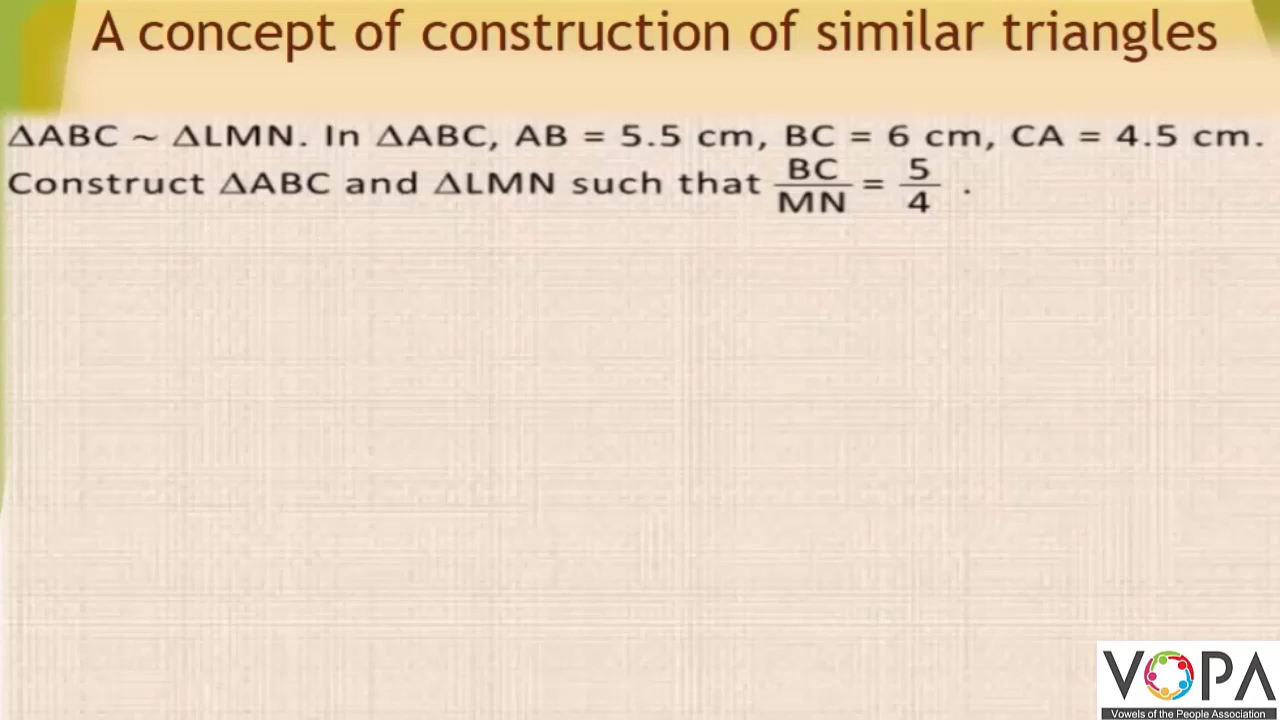 A concept of construction of similar triangles
ΔABC ~ ΔLMN. In ΔABC, AB = 5.5 cm, BC = 6 cm, CA = 4.5 cm.
Construct ΔABC and ΔLMN such that BC/MN = 5/4 .
VOPA
Vowels of the People Association